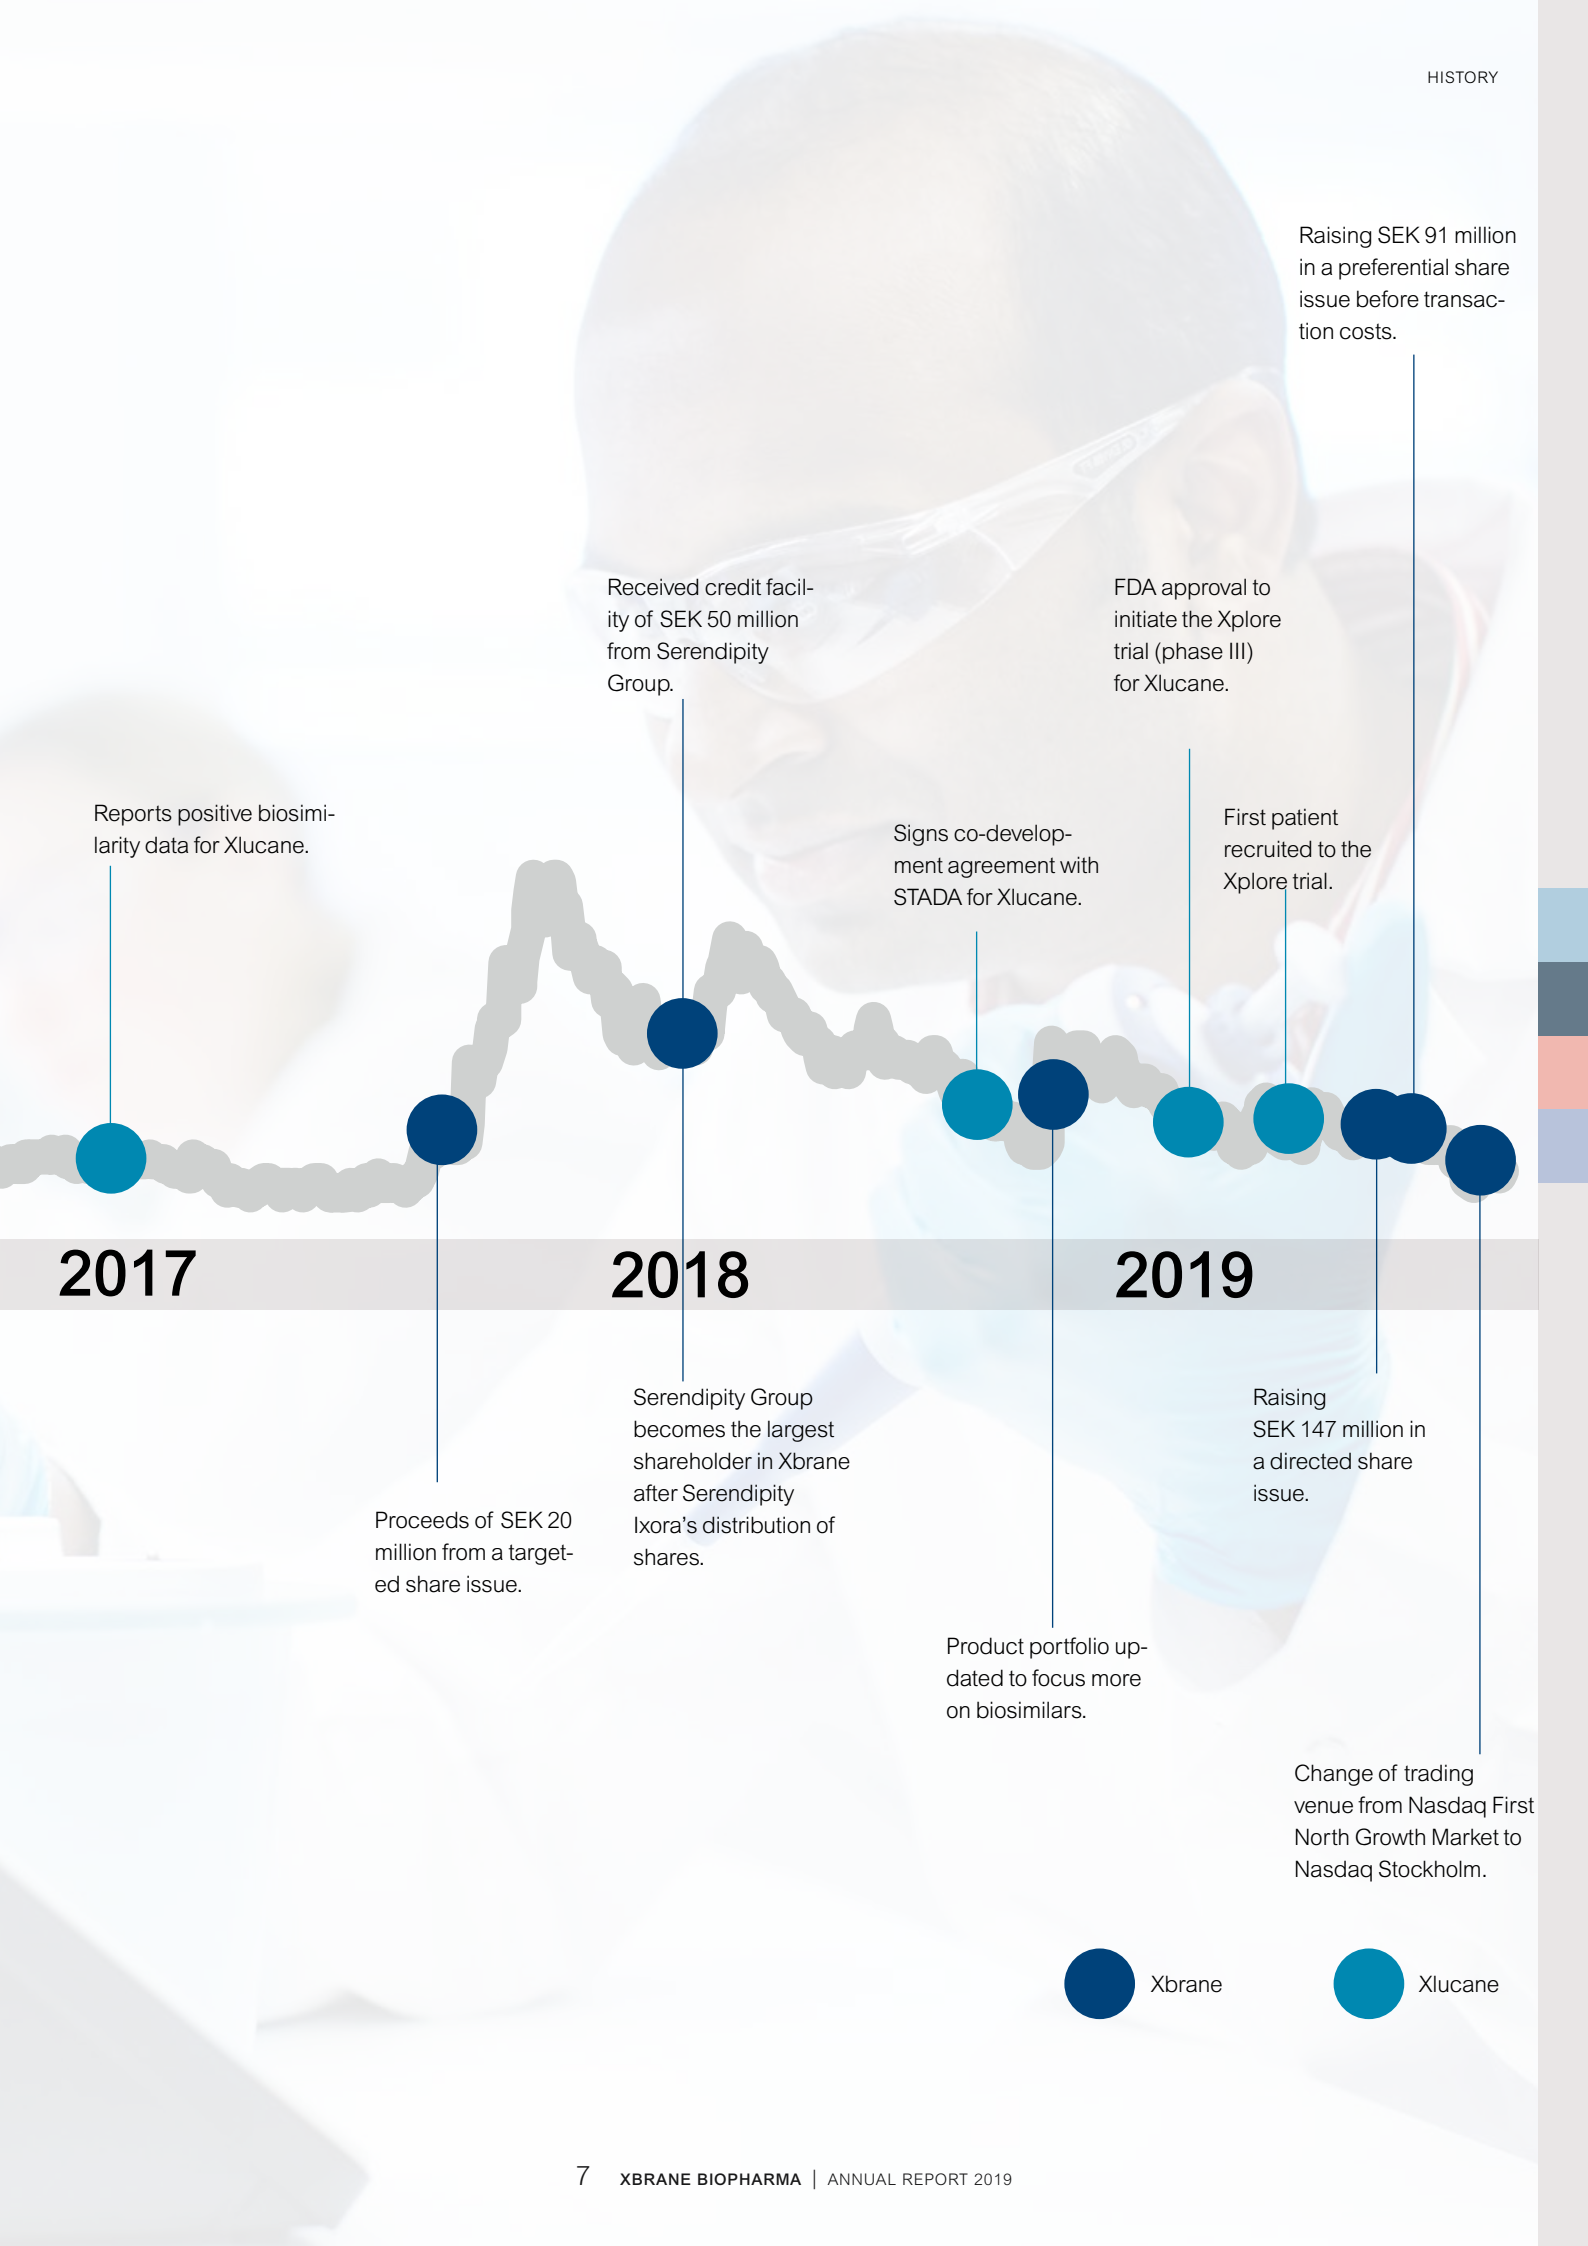 HISTORY
Raising SEK 91 million
in a preferential share
issue before transac-
tion costs.
Received credit facil-
ity of SEK 50 million
from Serendipity
Group.
FDA approval to
initiate the Xplore
trial (phase III)
for Xlucane.
Reports positive biosimi-
larity data for Xlucane.
Signs co-develop-
ment agreement with
STADA for Xlucane.
First patient
recruited to the
Xplore trial.
2017
2018
2019
Serendipity Group
becomes the largest
shareholder in Xbrane
after Serendipity
Ixora's distribution of
shares.
Raising
SEK 147 million in
a directed share
issue.
Proceeds of SEK 20
million from a target-
ed share issue.
Product portfolio up-
dated to focus more
on biosimilars.
Change of trading
venue from Nasdaq First
North Growth Market to
Nasdaq Stockholm.
Xbrane
Xlucane
7 XBRANE BIOPHARMA | ANNUAL REPORT 2019